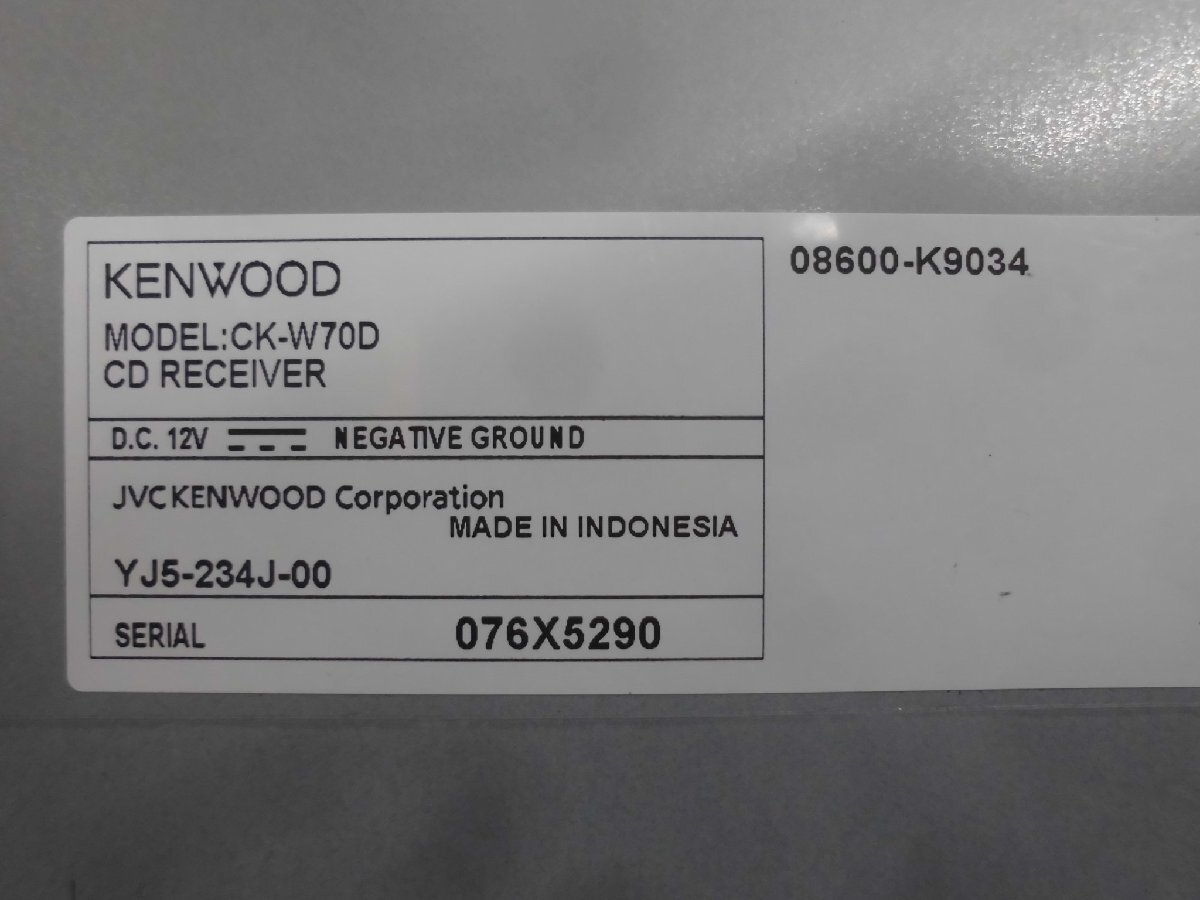 KENWOOD
MODEL:CK-W70D
CD RECEIVER
D.C. 12V NEGATIVE GROUND
JVCKENWOOD Corporation
MADE IN INDONESIA
YJ5-234J-00
SERIAL 076X5290
08600-K9034